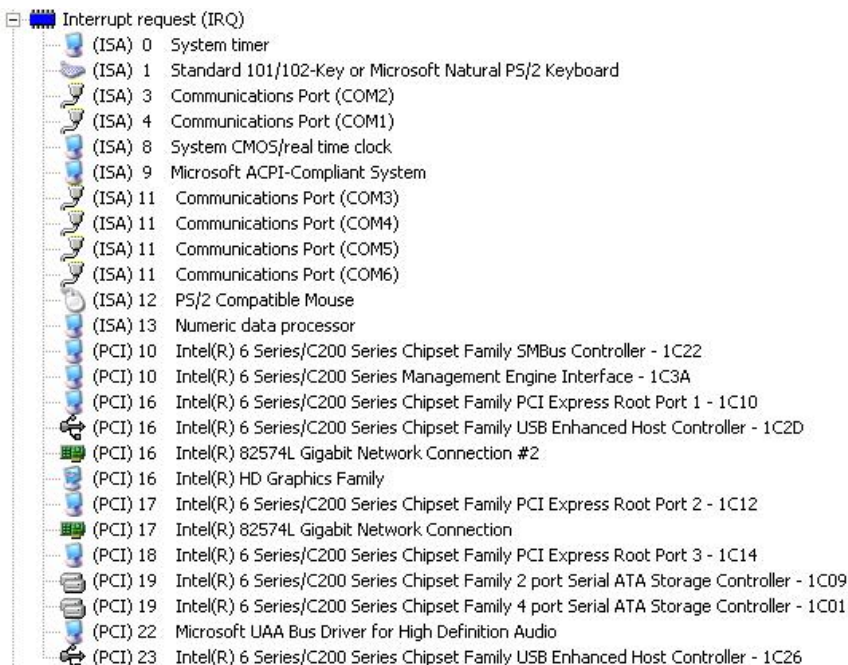 Interrupt request (IRQ)
(ISA) 0 System timer
(ISA) 1 Standard 101/102-Key or Microsoft Natural PS/2 Keyboard
(ISA) 3 Communications Port (COM2)
(ISA) 4 Communications Port (COM1)
(ISA) 8 System CMOS/real time clock
(ISA) 9 Microsoft ACPI-Compliant System
(ISA) 11 Communications Port (COM3)
(ISA) 11 Communications Port (COM4)
(ISA) 11 Communications Port (COM5)
(ISA) 11 Communications Port (COM6)
(ISA) 12 PS/2 Compatible Mouse
(ISA) 13 Numeric data processor
(PCI) 10 Intel(R) 6 Series/C200 Series Chipset Family SMBus Controller - 1C22
(PCI) 10 Intel(R) 6 Series/C200 Series Management Engine Interface - 1C3A
(PCI) 16 Intel(R) 6 Series/C200 Series Chipset Family PCI Express Root Port 1 - 1C10
(PCI) 16 Intel(R) 6 Series/C200 Series Chipset Family USB Enhanced Host Controller - 1C2D
(PCI) 16 Intel(R) 82574L Gigabit Network Connection #2
(PCI) 16 Intel(R) HD Graphics Family
(PCI) 17 Intel(R) 6 Series/C200 Series Chipset Family PCI Express Root Port 2 - 1C12
(PCI) 17 Intel(R) 82574L Gigabit Network Connection
(PCI) 18 Intel(R) 6 Series/C200 Series Chipset Family PCI Express Root Port 3 - 1C14
(PCI) 19 Intel(R) 6 Series/C200 Series Chipset Family 2 port Serial ATA Storage Controller - 1C09
(PCI) 19 Intel(R) 6 Series/C200 Series Chipset Family 4 port Serial ATA Storage Controller - 1C01
(PCI) 22 Microsoft UAA Bus Driver for High Definition Audio
(PCI) 23 Intel(R) 6 Series/C200 Series Chipset Family USB Enhanced Host Controller - 1C26